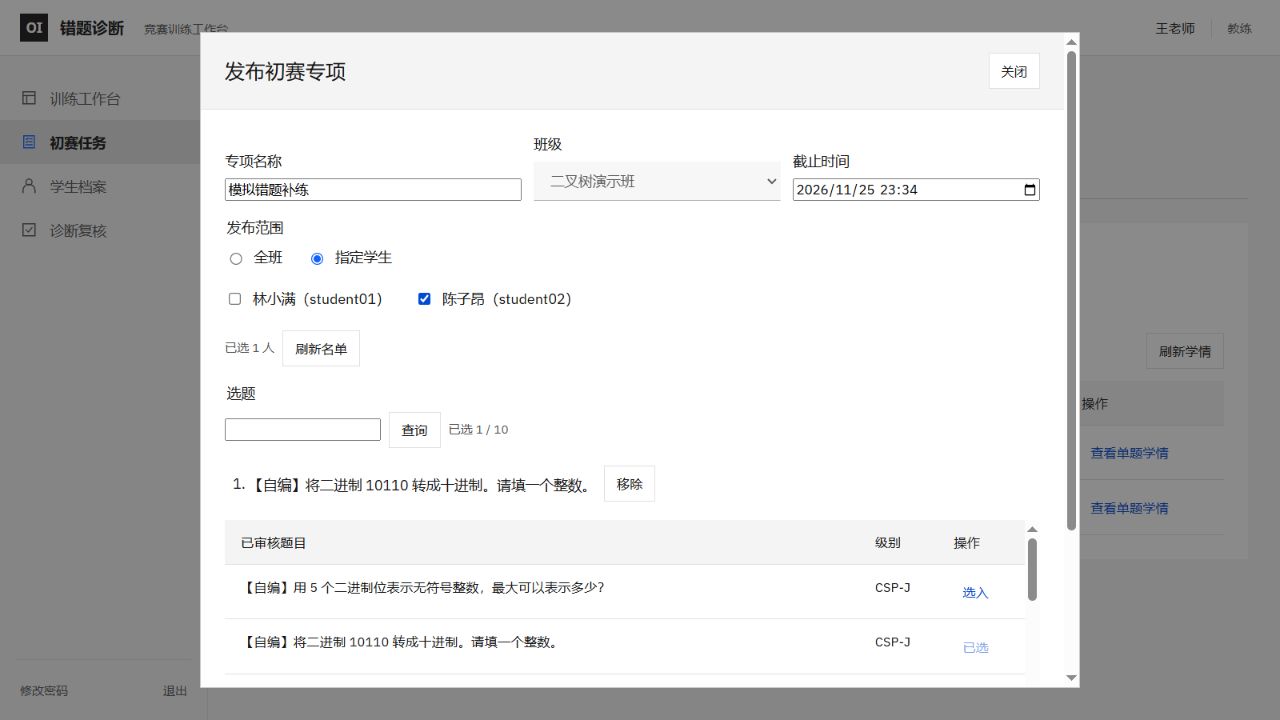 OI 错题诊断 竞赛训练工作台
王老师 教练
训练工作台
初赛任务
学生档案
诊断复核
修改密码 退出
发布初赛专项
关闭
专项名称
模拟错题补练
班级
二叉树演示班
截止时间
2026/11/25 23:34
发布范围
全班 指定学生
林小满（student01） 陈子昂（student02）
已选 1 人 刷新名单
选题
查询 已选 1 / 10
1. 【自编】将二进制 10110 转成十进制。请填一个整数。 移除
已审核题目 级别 操作
【自编】用 5 个二进制位表示无符号整数，最大可以表示多少？ CSP-J 选入
【自编】将二进制 10110 转成十进制。请填一个整数。 CSP-J 已选
刷新学情
操作
查看单题学情
查看单题学情